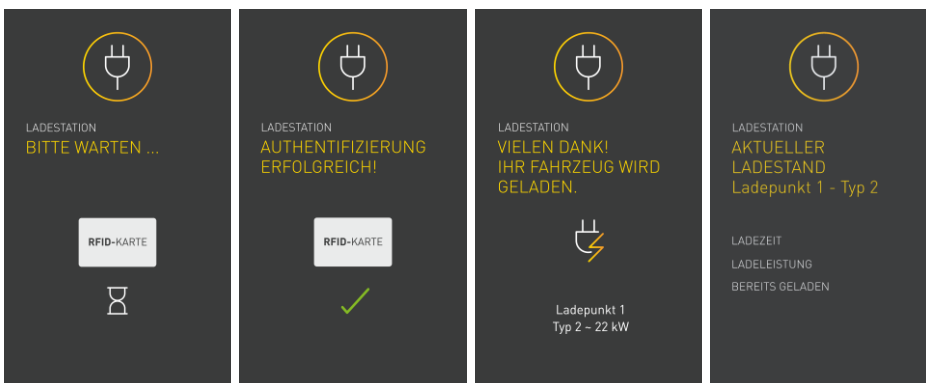 LADESTATION
BITTE WARTEN ...
RFID-KARTE
LADESTATION
AUTHENTIFIZIERUNG
ERFOLGREICH!
RFID-KARTE
LADESTATION
VIELEN DANK!
IHR FAHRZEUG WIRD
GELADEN.
Ladepunkt 1
Typ 2 – 22 kW
LADESTATION
AKTUELLER
LADESTAND
Ladepunkt 1 - Typ 2
LADEZEIT
LADELEISTUNG
BEREITS GELADEN